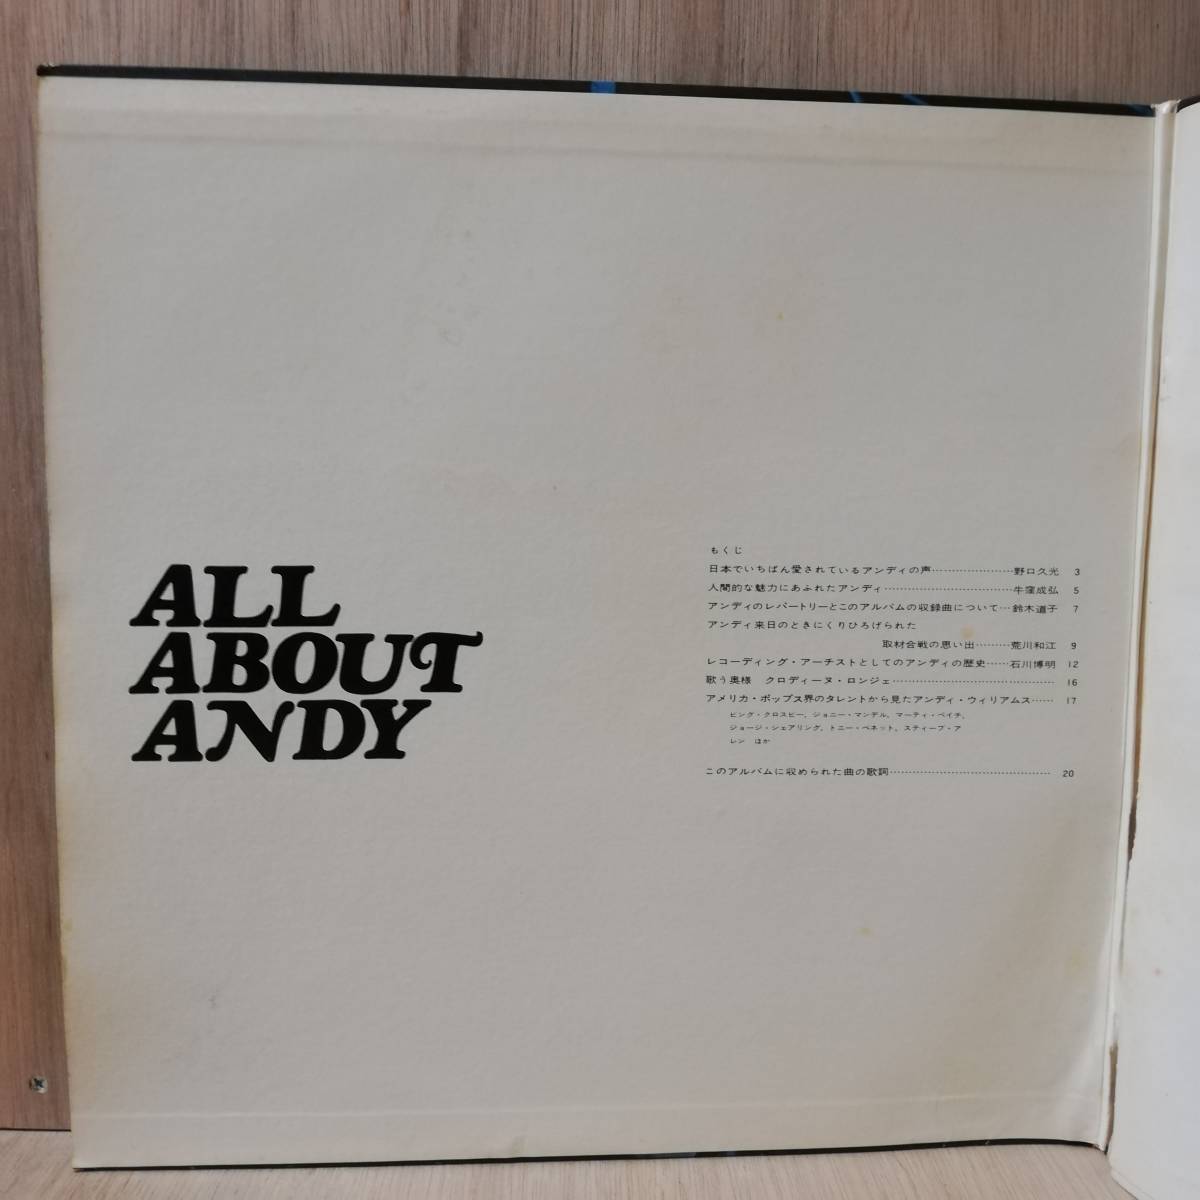 ALL
ABOUT
ANDY
もくじ
日本でいちばん愛されているアンディの声…………………野口久光 3
人間的な魅力にあふれたアンディ……………………………牛窪成弘 5
アンディのレパートリーとこのアルバムの収録曲について…鈴木道子 7
アンディ来日のときにくりひろげられた
取材合戦の思い出………荒川和江 9
レコーディング・アーチストとしてのアンディの歴史……石川博明 12
歌う奥様 クロディーヌ・ロンジェ…………………………………… 16
アメリカ・ポップス界のタレントから見たアンディ・ウィリアムス…… 17
ビング・クロスビー、ジョニー・マンデル、マーティ・ペイチ、
ジョージ・シェアリング、トニー・ベネット、スティーブ・ア
レン ほか
このアルバムに収められた曲の歌詞…………………………………… 20